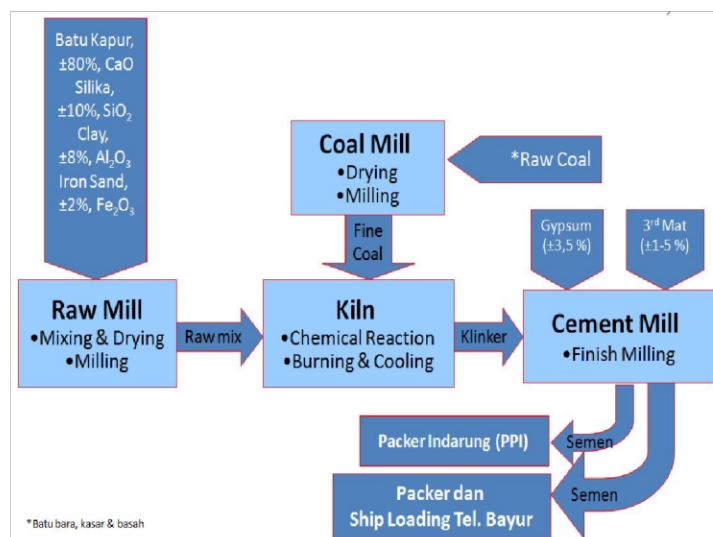 Batu Kapur,
±80%, CaO
Silika,
±10%, SiO₂
Clay,
±8%, Al₂O₃
Iron Sand,
±2%, Fe₂O₃
Coal Mill
•Drying
•Milling
*Raw Coal
Fine
Coal
Gypsum
(±3,5 %)
3rd Mat
(±1-5 %)
Raw Mill
•Mixing & Drying
•Milling
Raw mix
Kiln
•Chemical Reaction
•Burning & Cooling
Klinker
Cement Mill
•Finish Milling
Packer Indarung (PPI)
Semen
Packer dan
Ship Loading Tel. Bayur
Semen
*Batu bara, kasar & basah